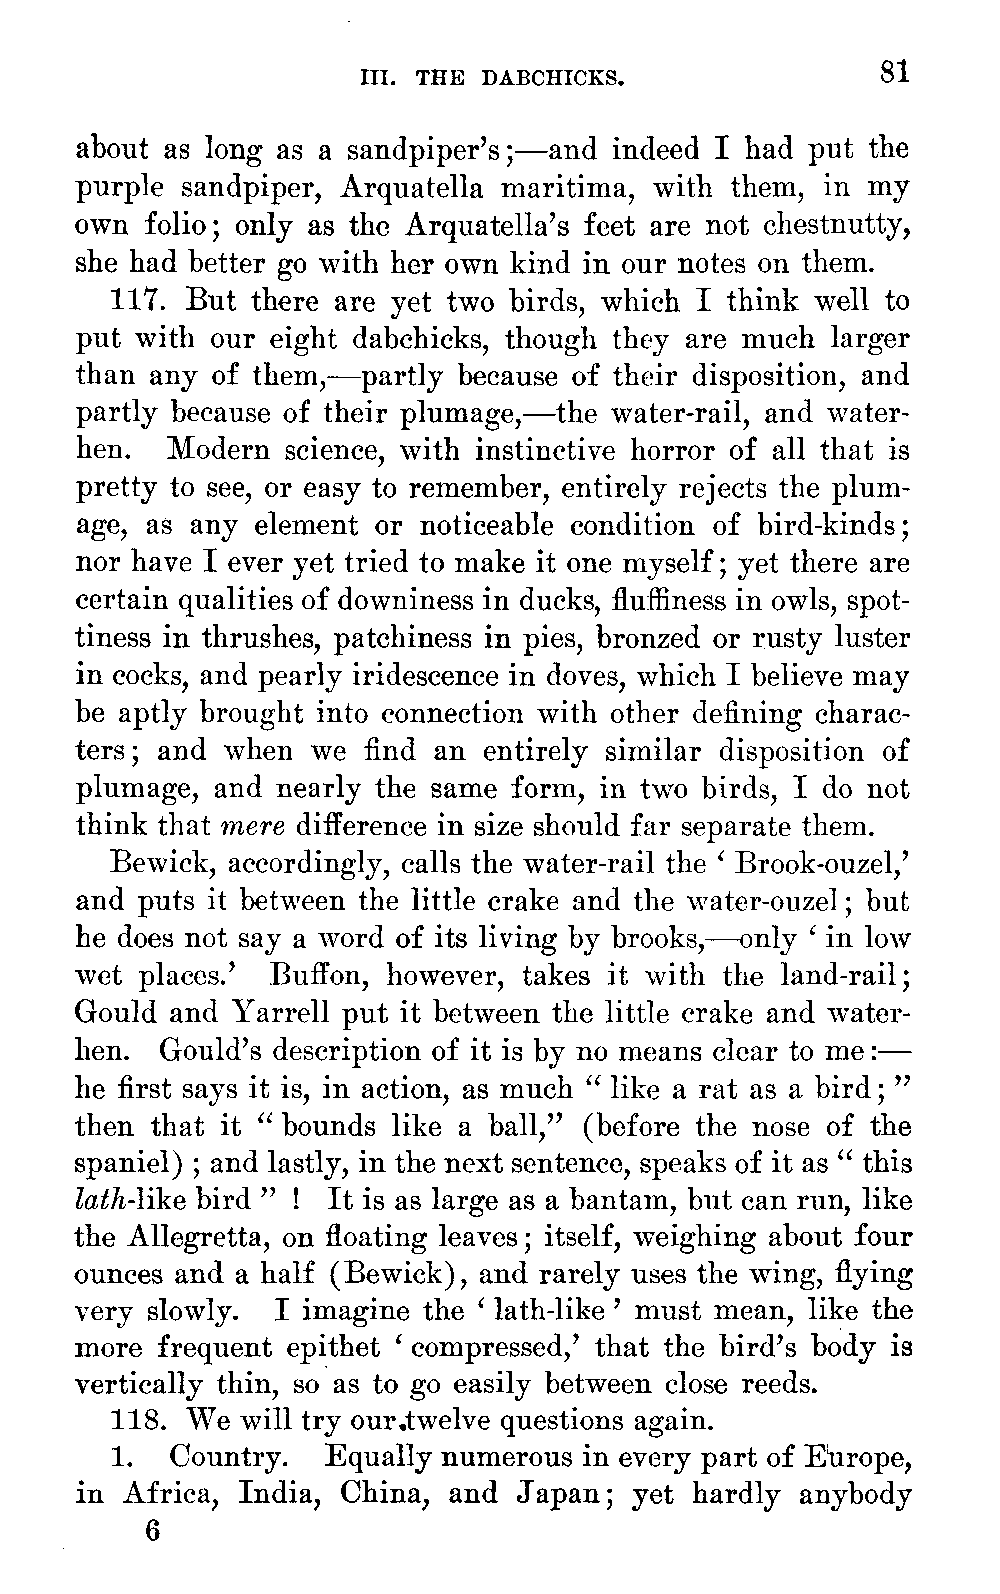 III. THE DABCHICKS. 81
about as long as a sandpiper's;—and indeed I had put the
purple sandpiper, Arquatella maritima, with them, in my
own folio; only as the Arquatella's feet are not chestnutty,
she had better go with her own kind in our notes on them.
117. But there are yet two birds, which I think well to
put with our eight dabchicks, though they are much larger
than any of them,—partly because of their disposition, and
partly because of their plumage,—the water-rail, and water-
hen. Modern science, with instinctive horror of all that is
pretty to see, or easy to remember, entirely rejects the plum-
age, as any element or noticeable condition of bird-kinds;
nor have I ever yet tried to make it one myself; yet there are
certain qualities of downiness in ducks, fluffiness in owls, spot-
tiness in thrushes, patchiness in pies, bronzed or rusty luster
in cocks, and pearly iridescence in doves, which I believe may
be aptly brought into connection with other defining charac-
ters; and when we find an entirely similar disposition of
plumage, and nearly the same form, in two birds, I do not
think that mere difference in size should far separate them.
Bewick, accordingly, calls the water-rail the ‘ Brook-ouzel,’
and puts it between the little crake and the water-ouzel; but
he does not say a word of its living by brooks,—only ‘ in low
wet places.’ Buffon, however, takes it with the land-rail;
Gould and Yarrell put it between the little crake and water-
hen. Gould's description of it is by no means clear to me:—
he first says it is, in action, as much “ like a rat as a bird; ”
then that it “ bounds like a ball,” (before the nose of the
spaniel) ; and lastly, in the next sentence, speaks of it as “ this
lath-like bird ” ! It is as large as a bantam, but can run, like
the Allegretta, on floating leaves; itself, weighing about four
ounces and a half (Bewick), and rarely uses the wing, flying
very slowly. I imagine the ‘ lath-like ’ must mean, like the
more frequent epithet ‘ compressed,’ that the bird's body is
vertically thin, so as to go easily between close reeds.
118. We will try our twelve questions again.
1. Country. Equally numerous in every part of Europe,
in Africa, India, China, and Japan; yet hardly anybody
6